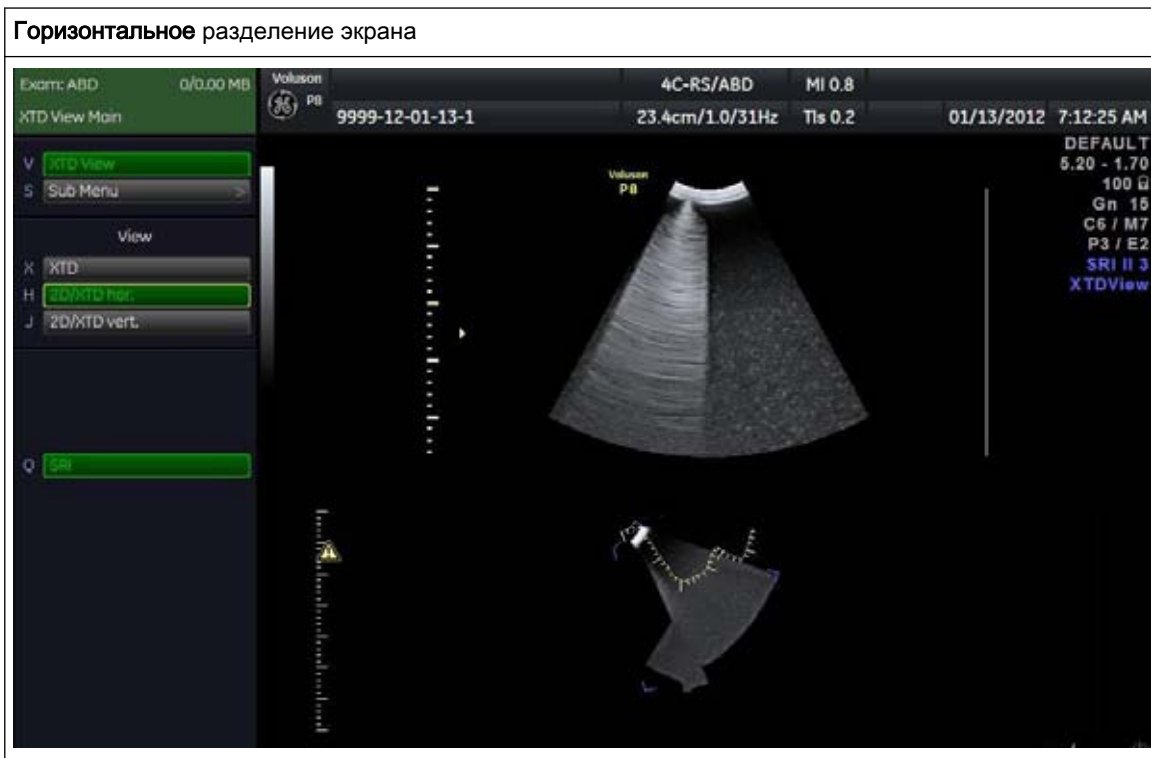 Горизонтальное разделение экрана
Exam: ABD 0/0.00 MB
XTD View Main
Voluson
P8
4C-RS/ABD MI 0.8
9999-12-01-13-1 23.4cm/1.0/31Hz TIs 0.2 01/13/2012 7:12:25 AM
V XTD View
S Sub Menu >
View
X XTD
H 2D/XTD hor.
J 2D/XTD vert.
Q SRI
Voluson
P8
DEFAULT
5.20 - 1.70
100
Gn 15
C6 / M7
P3 / E2
SRI II 3
XTDView